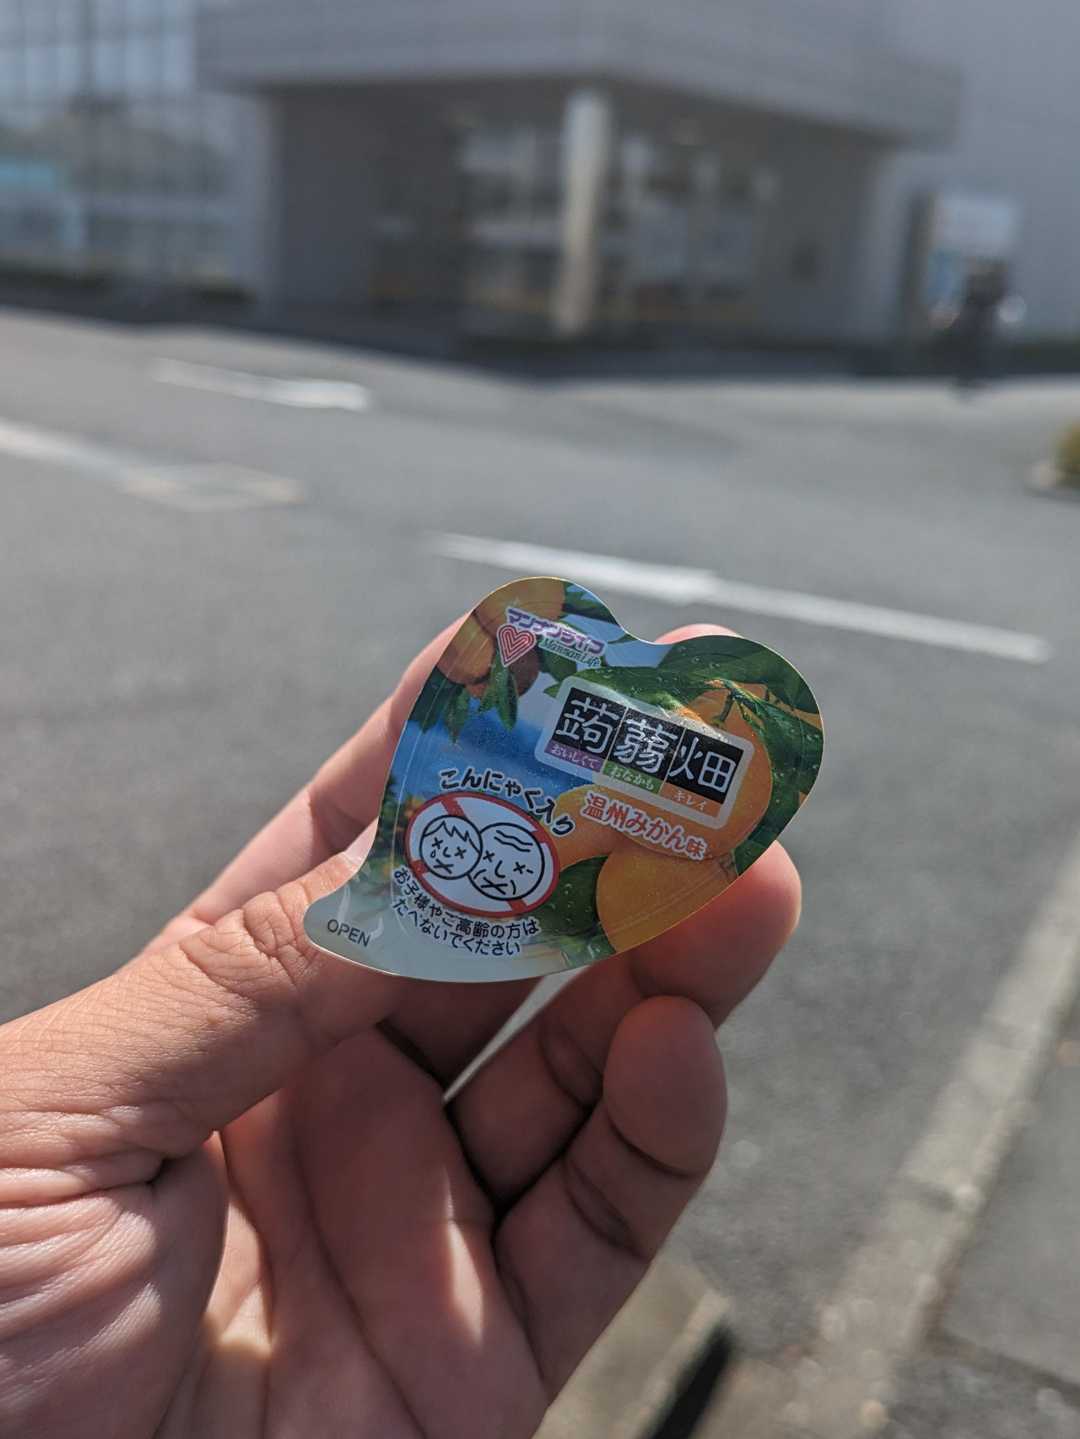 マンナンライフ
MannanLife
蒟蒻畑
おいしくて おなかも キレイ
温州みかん味
こんにゃく入り
お子様やご高齢の方は
たべないでください
OPEN